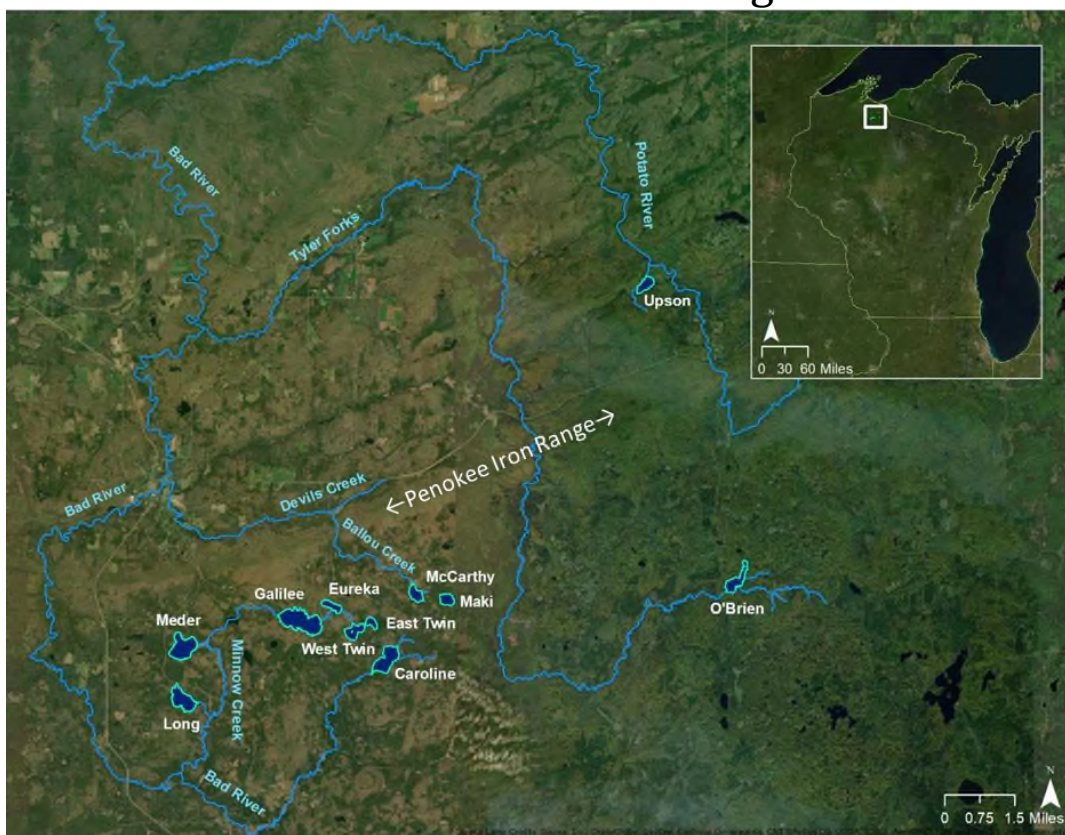 Bad River
Potato River
Tyler Forks
Upson
N
0 30 60 Miles
←Penokee Iron Range→
Bad River
Devils Creek
Ballou Creek
McCarthy
Maki
Galilee
Eureka
East Twin
West Twin
Meder
Minnow Creek
Caroline
O'Brien
Long
Bad River
N
0 0.75 1.5 Miles